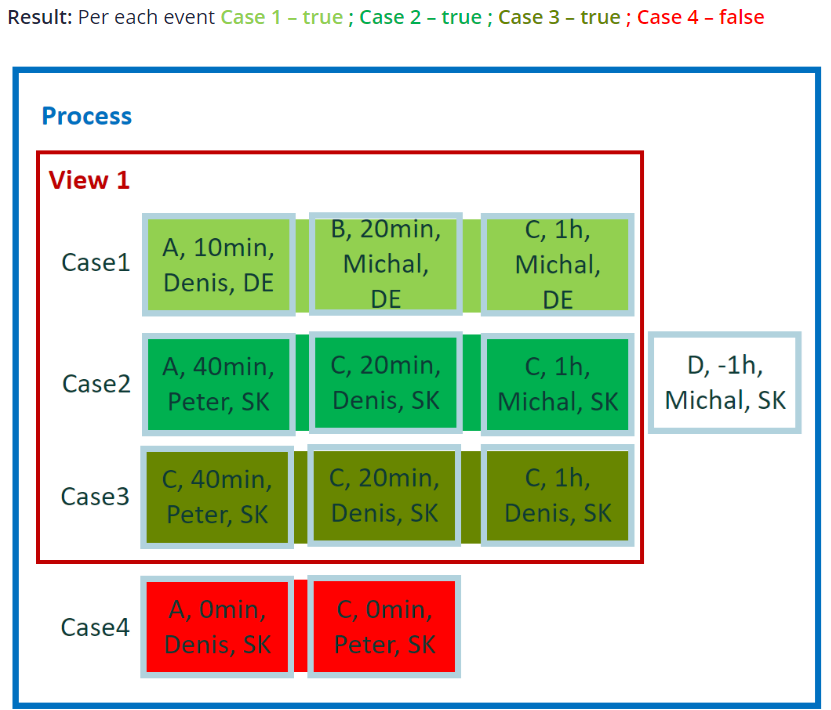 Result: Per each event Case 1 – true ; Case 2 – true ; Case 3 – true ; Case 4 – false
Process
View 1
Case1
A, 10min,
Denis, DE
B, 20min,
Michal,
DE
C, 1h,
Michal,
DE
Case2
A, 40min,
Peter, SK
C, 20min,
Denis, SK
C, 1h,
Michal, SK
D, -1h,
Michal, SK
Case3
C, 40min,
Peter, SK
C, 20min,
Denis, SK
C, 1h,
Denis, SK
Case4
A, 0min,
Denis, SK
C, 0min,
Peter, SK